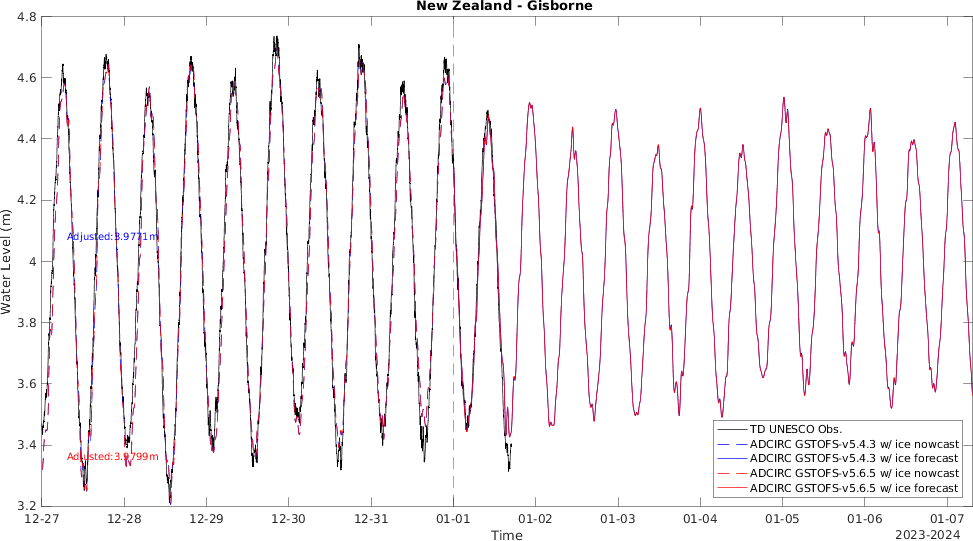 New Zealand - Gisborne
4.8
4.6
4.4
4.2
4
3.8
3.6
3.4
3.2
Water Level (m)
Adjusted:3.9771m
Adjusted:3.9799m
TD UNESCO Obs.
ADCIRC GSTOFS-v5.4.3 w/ ice nowcast
ADCIRC GSTOFS-v5.4.3 w/ ice forecast
ADCIRC GSTOFS-v5.6.5 w/ ice nowcast
ADCIRC GSTOFS-v5.6.5 w/ ice forecast
12-27 12-28 12-29 12-30 12-31 01-01 01-02 01-03 01-04 01-05 01-06 01-07
Time
2023-2024